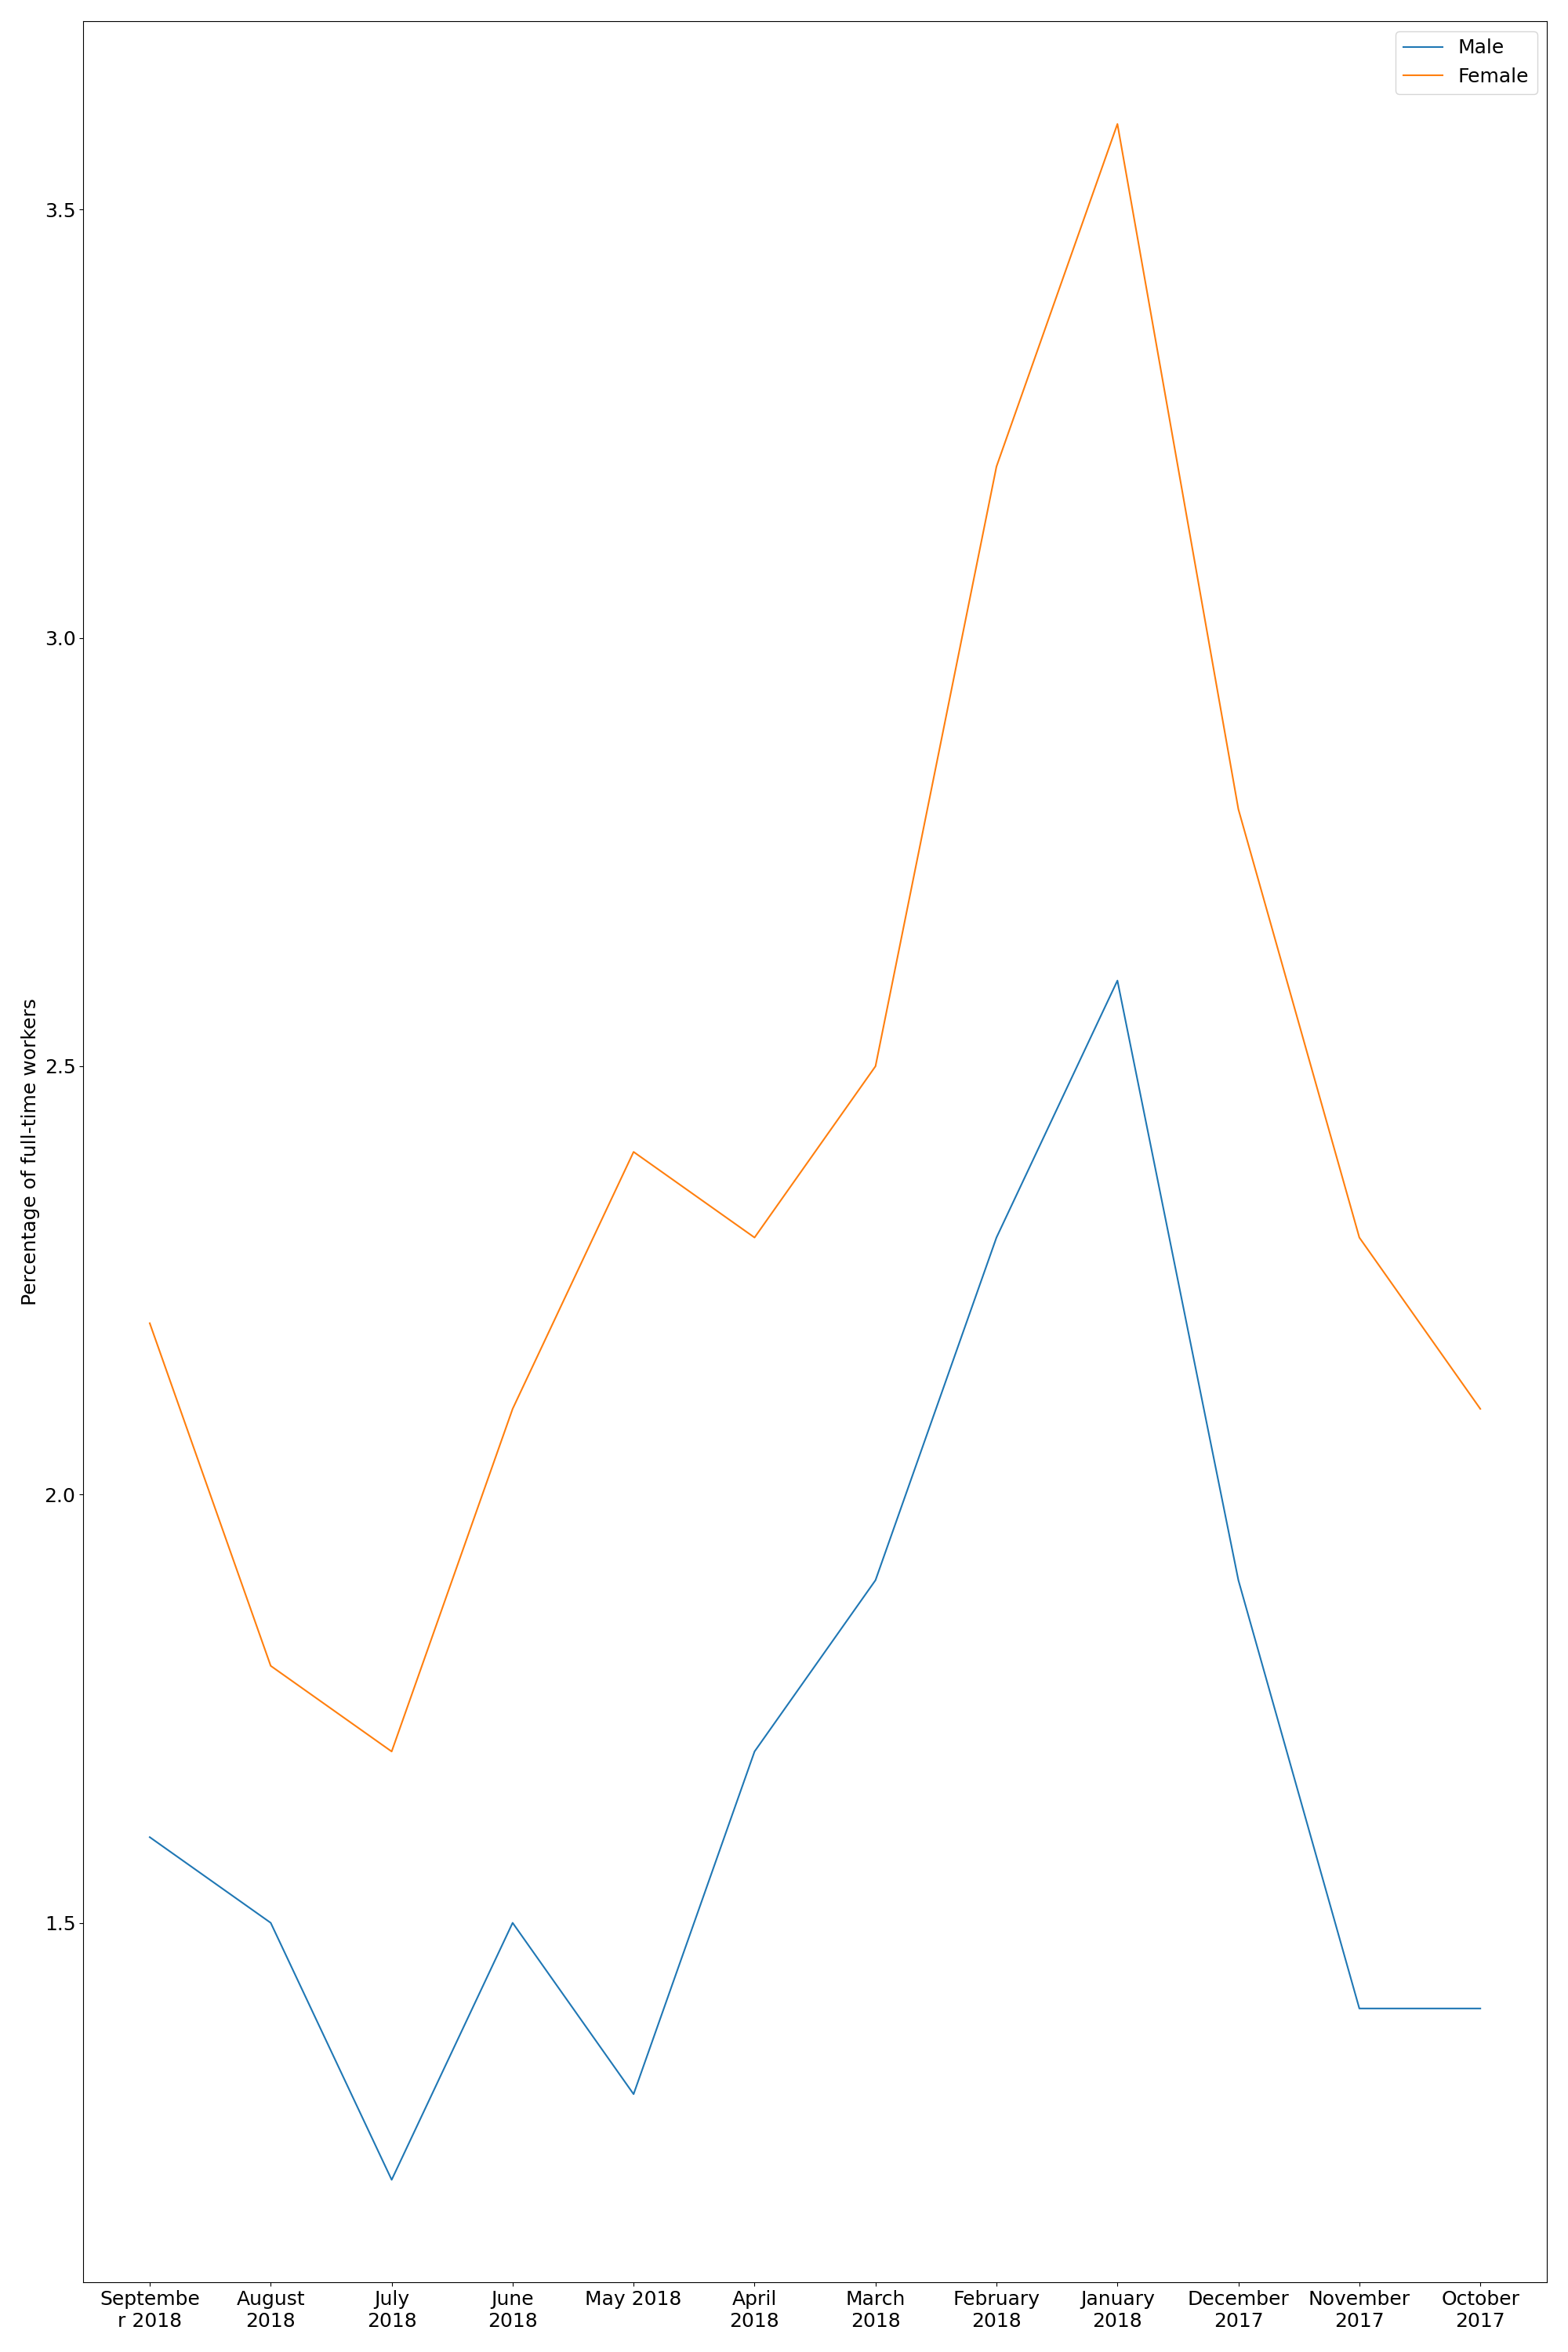 Male
Female
3.5
3.0
2.5
2.0
1.5
Percentage of full-time workers
Septembe
r 2018
August
2018
July
2018
June
2018
May 2018
April
2018
March
2018
February
2018
January
2018
December
2017
November
2017
October
2017